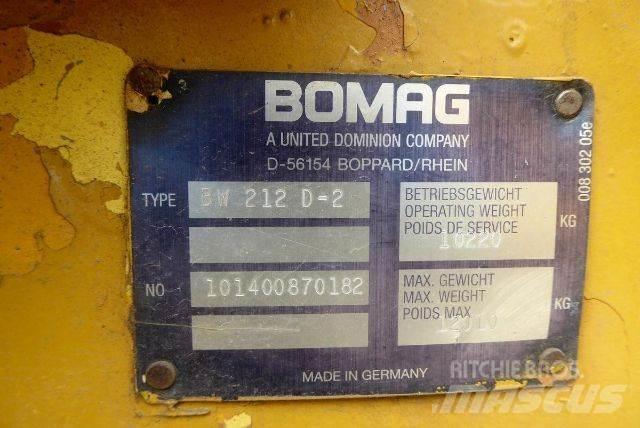 BOMAG
A UNITED DOMINION COMPANY
D-56154 BOPPARD/RHEIN
TYPE BW 212 D-2
BETRIEBSGEWICHT
OPERATING WEIGHT
POIDS DE SERVICE
10220 KG
NO 101400870182
MAX. GEWICHT
MAX. WEIGHT
POIDS MAX
KG
MADE IN GERMANY
008 302 05e
RITCHIE BROS.
MASCUS